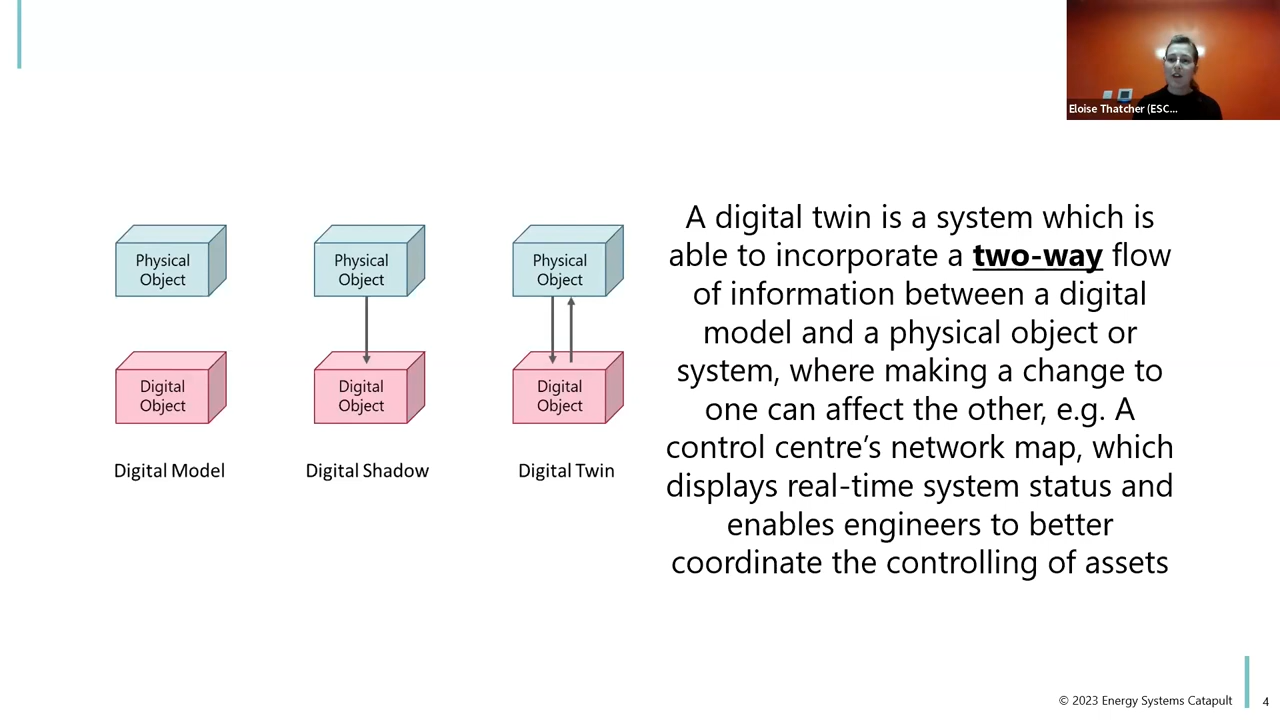 Eloise Thatcher (ESC...
Physical
Object
Physical
Object
Physical
Object
Digital
Object
Digital
Object
Digital
Object
Digital Model
Digital Shadow
Digital Twin
A digital twin is a system which is
able to incorporate a two-way flow
of information between a digital
model and a physical object or
system, where making a change to
one can affect the other, e.g. A
control centre’s network map, which
displays real-time system status and
enables engineers to better
coordinate the controlling of assets
© 2023 Energy Systems Catapult
4